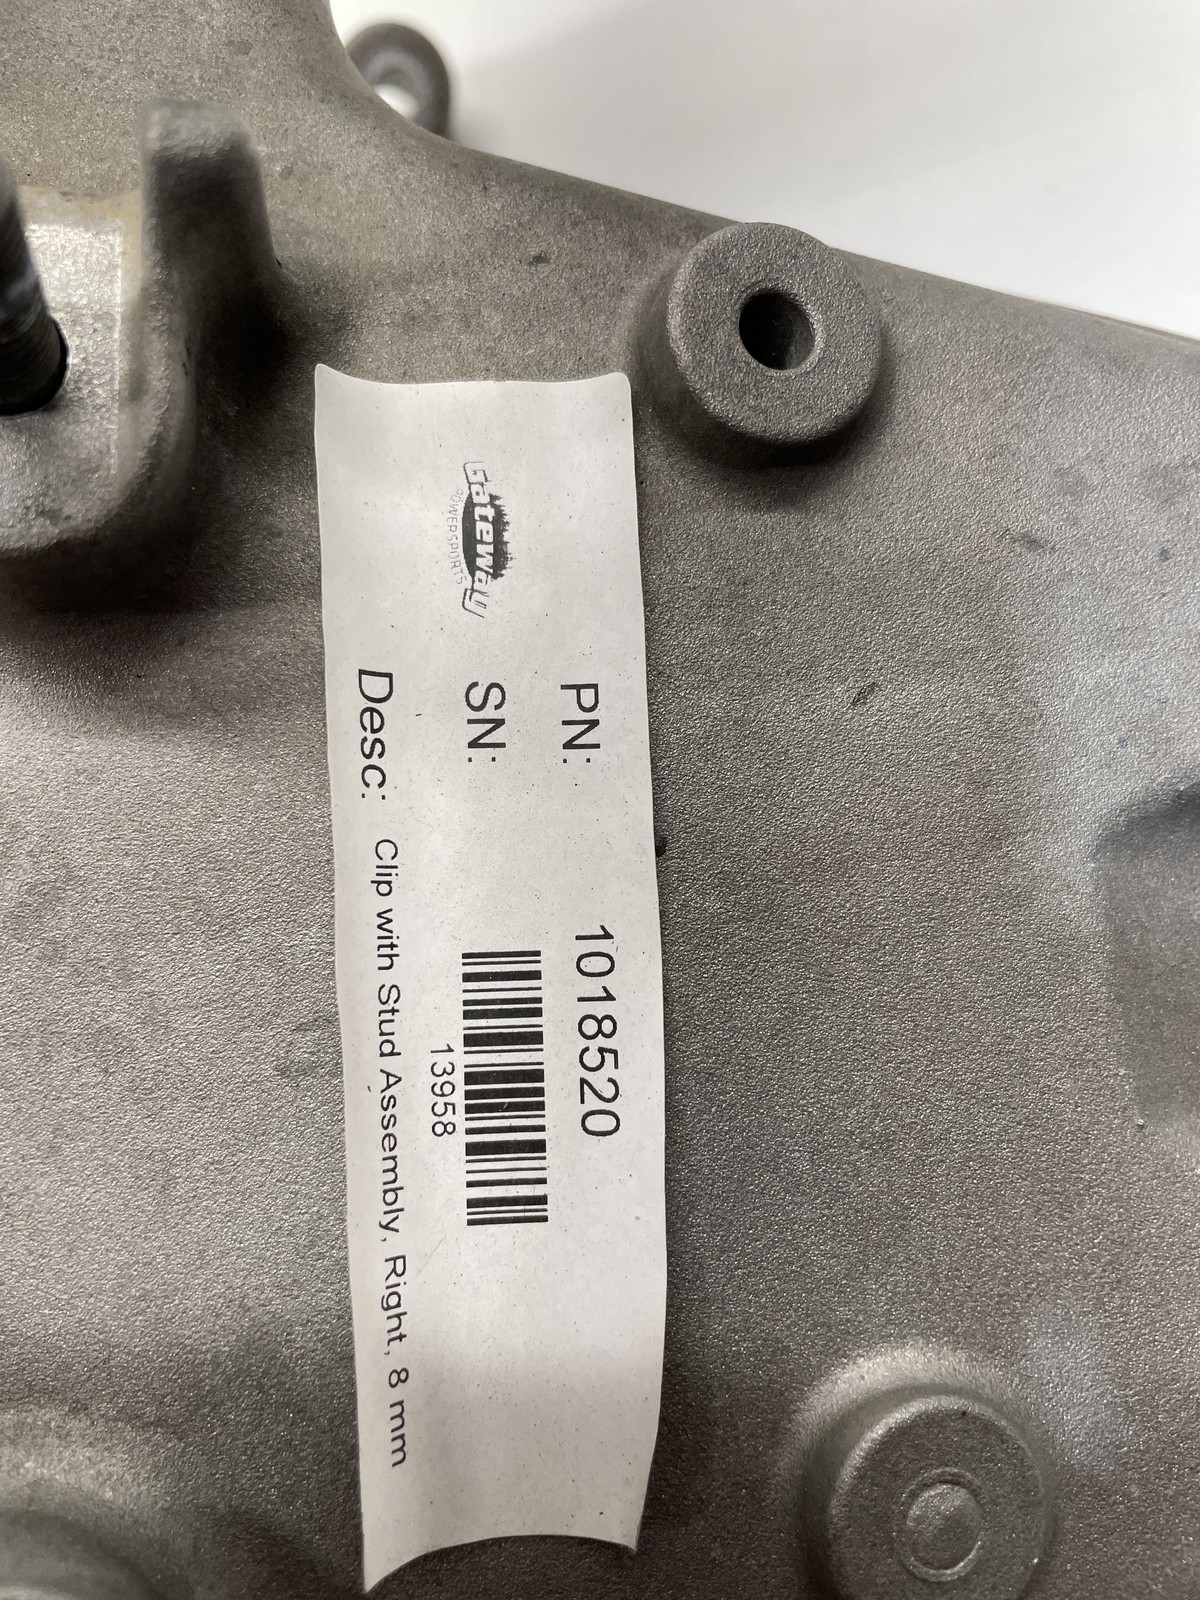 Gateway
POWERSPORTS
PN: 1018520
SN:
13958
Desc: Clip with Stud Assembly, Right, 8 mm